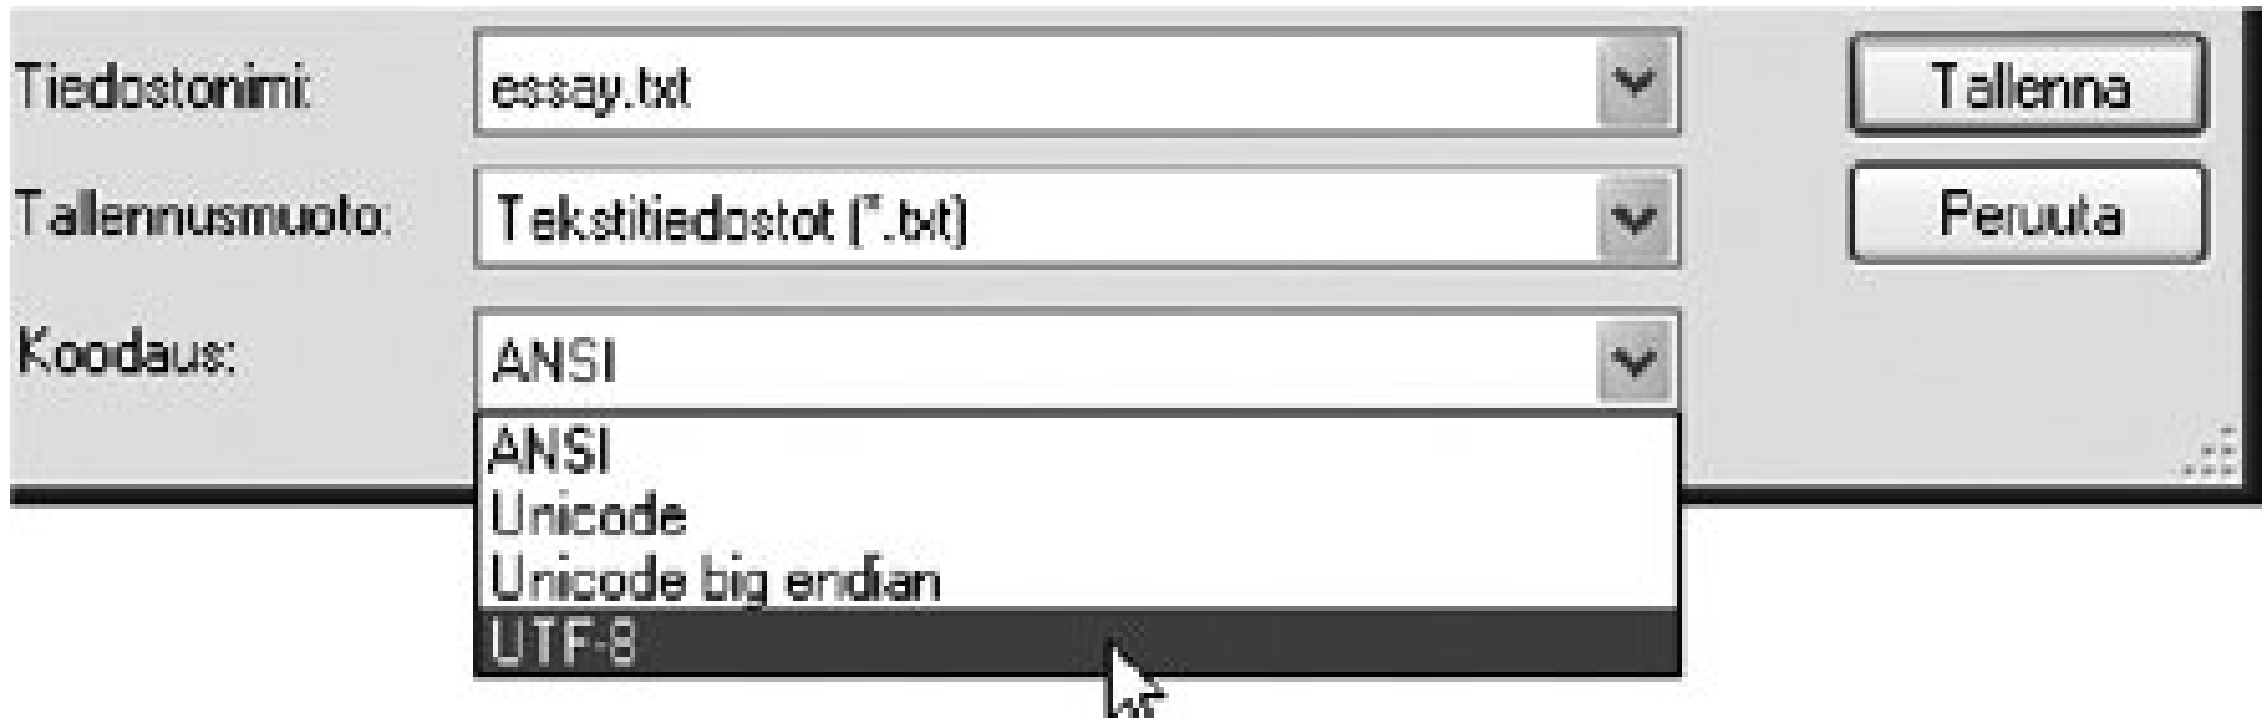 Tiedostonimi: essay.txt Tallenna
Tallennusmuoto: Tekstitiedostot (*.txt) Peruuta
Koodaus: ANSI
ANSI
Unicode
Unicode big endian
UTF-8